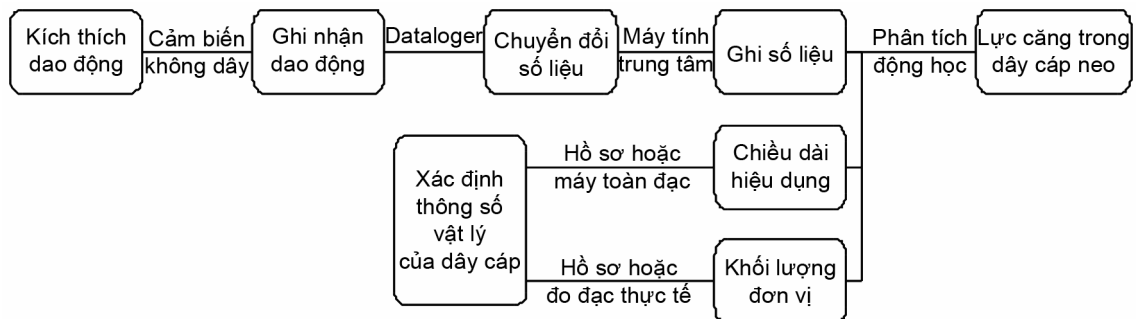 Kích thích
dao động
Cảm biến
không dây
Ghi nhận
dao động
Dataloger
Chuyển đổi
số liệu
Máy tính
trung tâm
Ghi số liệu
Phân tích
động học
Lực căng trong
dây cáp neo
Xác định
thông số
vật lý
của dây cáp
Hồ sơ hoặc
máy toàn đạc
Chiều dài
hiệu dụng
Hồ sơ hoặc
đo đạc thực tế
Khối lượng
đơn vị